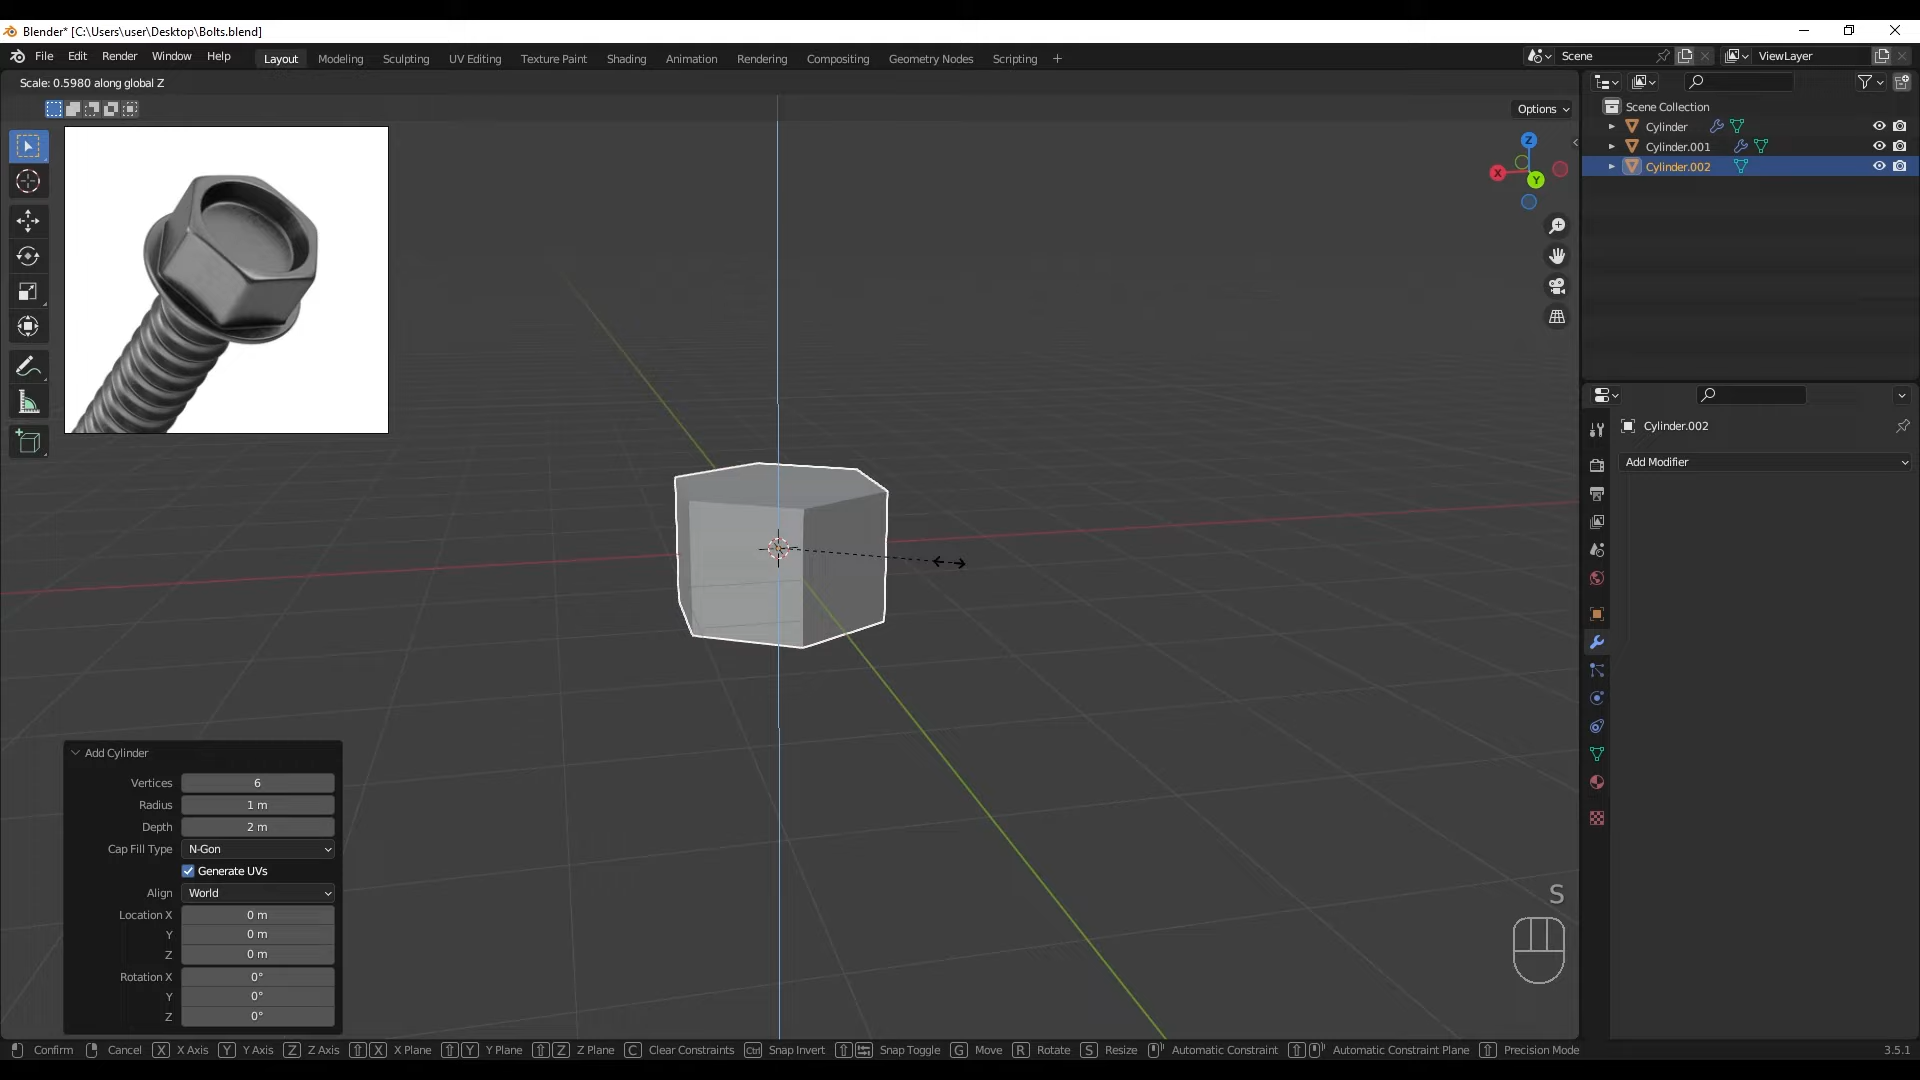 Blender* [C:\Users\user\Desktop\Bolts.blend]
File Edit Render Window Help Layout Modeling Sculpting UV Editing Texture Paint Shading Animation Rendering Compositing Geometry Nodes Scripting + Scene ViewLayer
Scale: 0.5980 along global Z
Options
Scene Collection
Cylinder
Cylinder.001
Cylinder.002
Z
X
Y
Cylinder.002
Add Modifier
Add Cylinder
Vertices 6
Radius 1 m
Depth 2 m
Cap Fill Type N-Gon
Generate UVs
Align World
Location X 0 m
Y 0 m
Z 0 m
Rotation X 0°
Y 0°
Z 0°
S
Confirm Cancel X X Axis Y Y Axis Z Z Axis X X Plane Y Y Plane Z Z Plane C Clear Constraints Ctrl Snap Invert Snap Toggle G Move R Rotate S Resize Automatic Constraint Automatic Constraint Plane Precision Mode 3.5.1